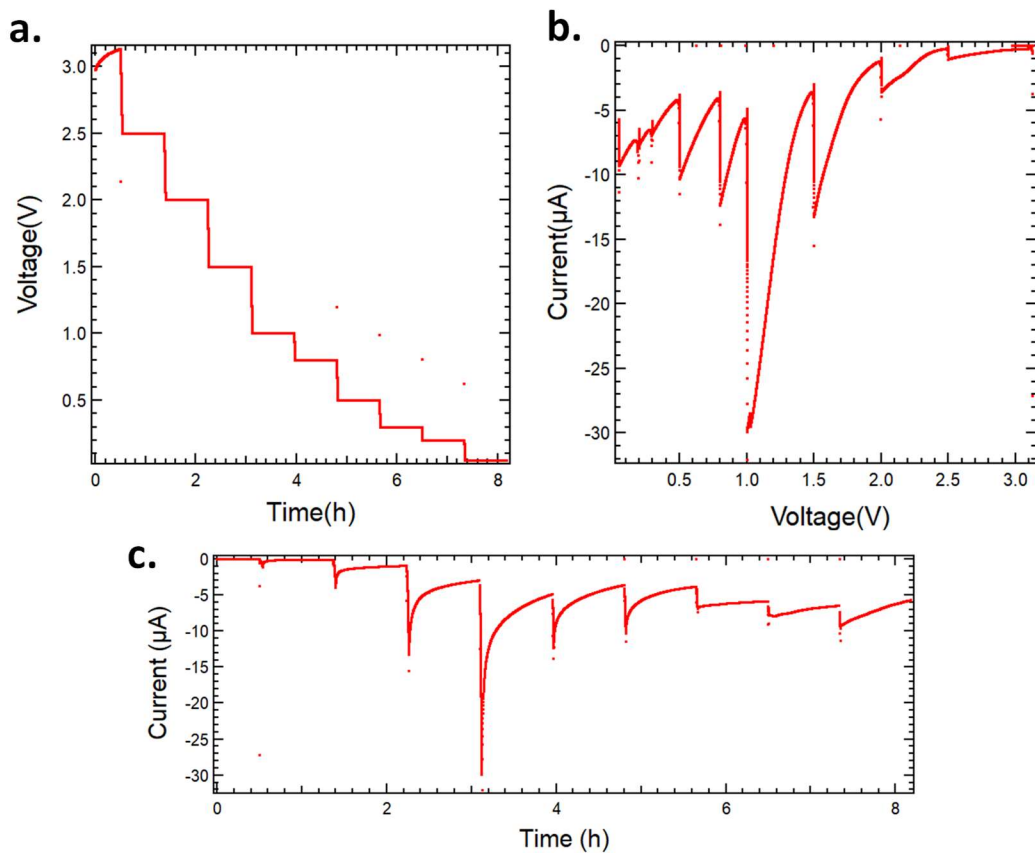 a.
3.0
2.5
2.0
1.5
1.0
0.5
Voltage(V)
0 2 4 6 8
Time(h)
b.
0
-5
-10
-15
-20
-25
-30
Current(µA)
0.5 1.0 1.5 2.0 2.5 3.0
Voltage(V)
c.
0
-5
-10
-15
-20
-25
-30
Current (µA)
0 2 4 6 8
Time (h)